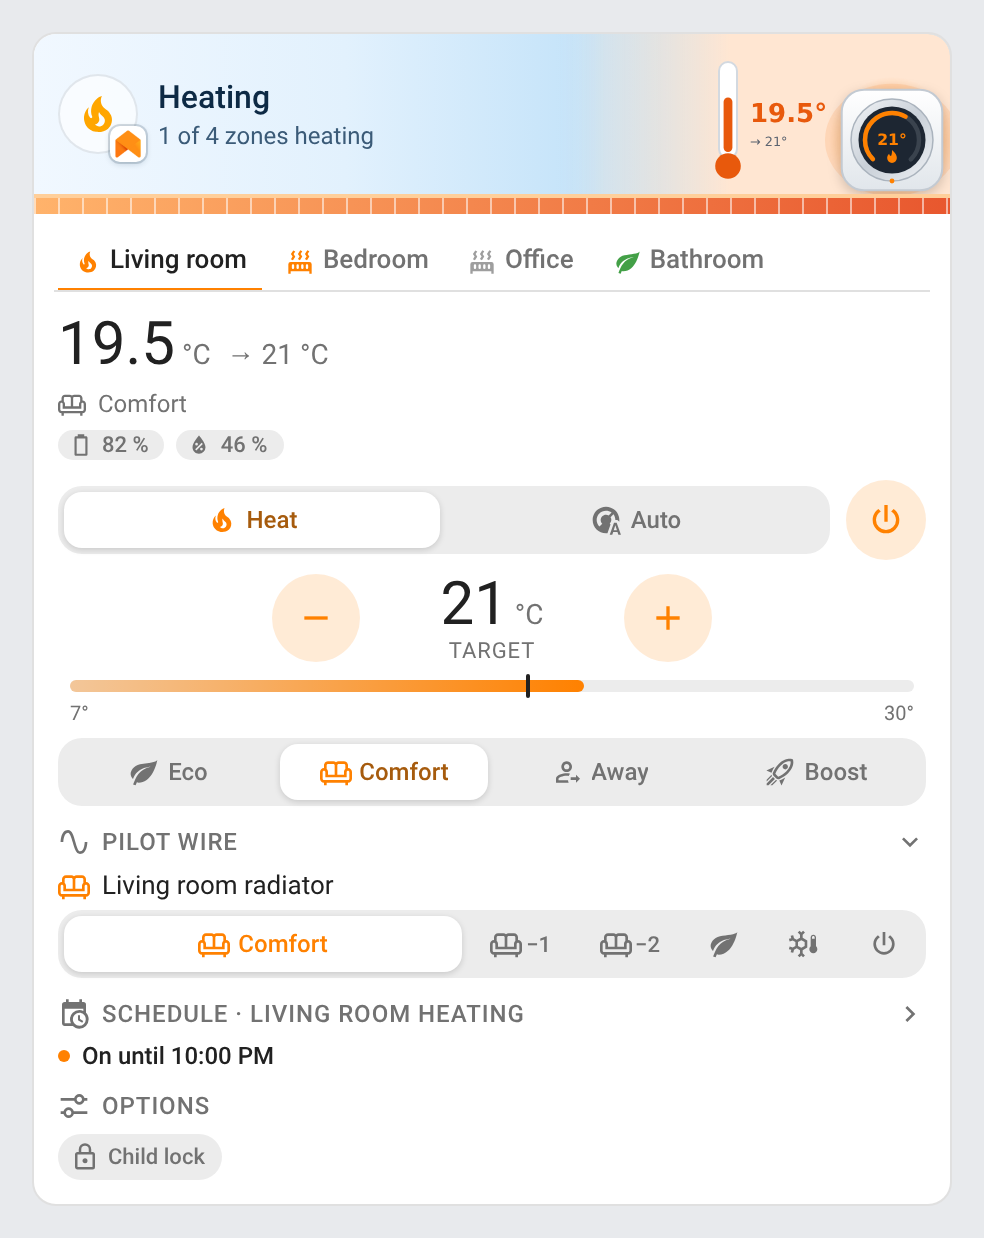 Heating
1 of 4 zones heating
19.5°
→ 21°
21°
Living room Bedroom Office Bathroom
19.5 °C → 21 °C
Comfort
82 % 46 %
Heat Auto
21 °C
TARGET
7° 30°
Eco Comfort Away Boost
PILOT WIRE
Living room radiator
Comfort −1 −2
SCHEDULE · LIVING ROOM HEATING
On until 10:00 PM
OPTIONS
Child lock